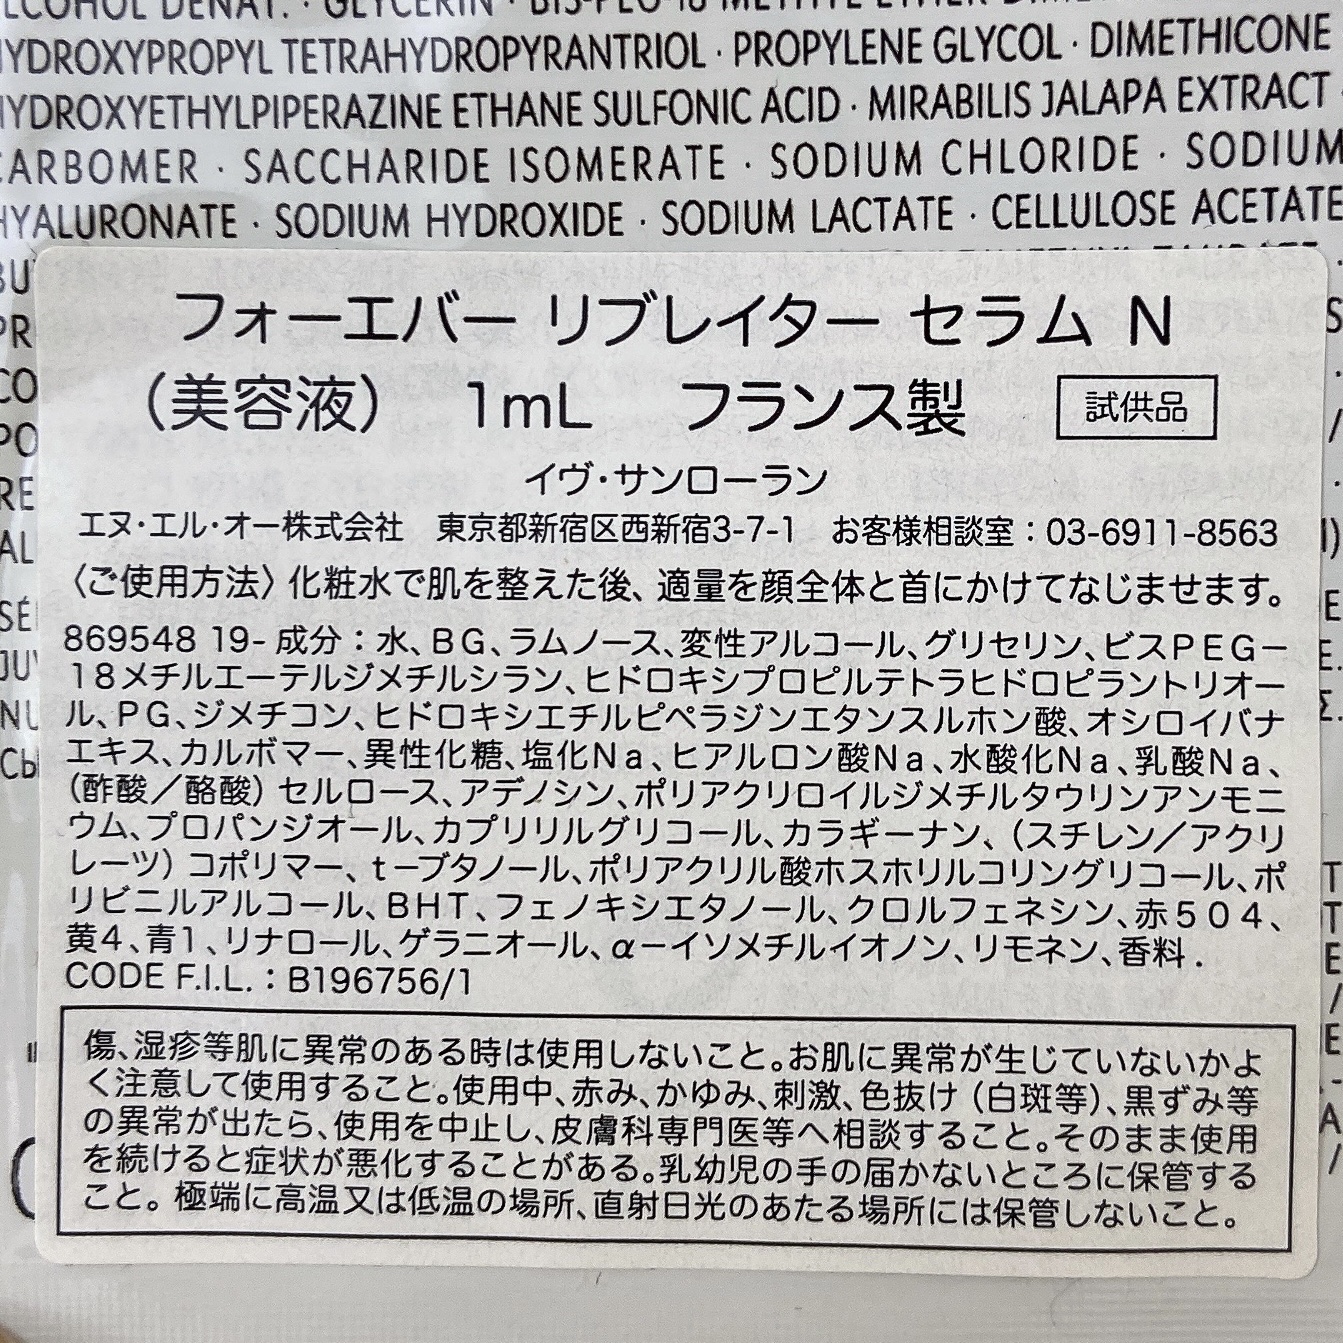 ALCOHOL DENAT. · GLYCERIN ·
HYDROXYPROPYL TETRAHYDROPYRANTRIOL · PROPYLENE GLYCOL · DIMETHICONE
HYDROXYETHYLPIPERAZINE ETHANE SULFONIC ACID · MIRABILIS JALAPA EXTRACT ·
CARBOMER · SACCHARIDE ISOMERATE · SODIUM CHLORIDE · SODIUM
HYALURONATE · SODIUM HYDROXIDE · SODIUM LACTATE · CELLULOSE ACETATE
フォーエバー リブレイター セラム N
（美容液） 1mL フランス製 試供品
イヴ・サンローラン
エヌ・エル・オー株式会社 東京都新宿区西新宿3-7-1 お客様相談室：03-6911-8563
〈ご使用方法〉化粧水で肌を整えた後、適量を顔全体と首にかけてなじませます。
869548 19- 成分：水、BG、ラムノース、変性アルコール、グリセリン、ビスPEG－
18メチルエーテルジメチルシラン、ヒドロキシプロピルテトラヒドロピラントリオー
ル、PG、ジメチコン、ヒドロキシエチルピペラジンエタンスルホン酸、オシロイバナ
エキス、カルボマー、異性化糖、塩化Na、ヒアルロン酸Na、水酸化Na、乳酸Na、
（酢酸／酪酸）セルロース、アデノシン、ポリアクリロイルジメチルタウリンアンモニ
ウム、プロパンジオール、カプリリルグリコール、カラギーナン、（スチレン／アクリ
レーツ）コポリマー、t－ブタノール、ポリアクリル酸ホスホリルコリングリコール、ポ
リビニルアルコール、BHT、フェノキシエタノール、クロルフェネシン、赤504、
黄4、青1、リナロール、ゲラニオール、α－イソメチルイオノン、リモネン、香料．
CODE F.I.L.：B196756/1
傷、湿疹等肌に異常のある時は使用しないこと。お肌に異常が生じていないかよ
く注意して使用すること。使用中、赤み、かゆみ、刺激、色抜け（白斑等）、黒ずみ等
の異常が出たら、使用を中止し、皮膚科専門医等へ相談すること。そのまま使用
を続けると症状が悪化することがある。乳幼児の手の届かないところに保管する
こと。極端に高温又は低温の場所、直射日光のあたる場所には保管しないこと。